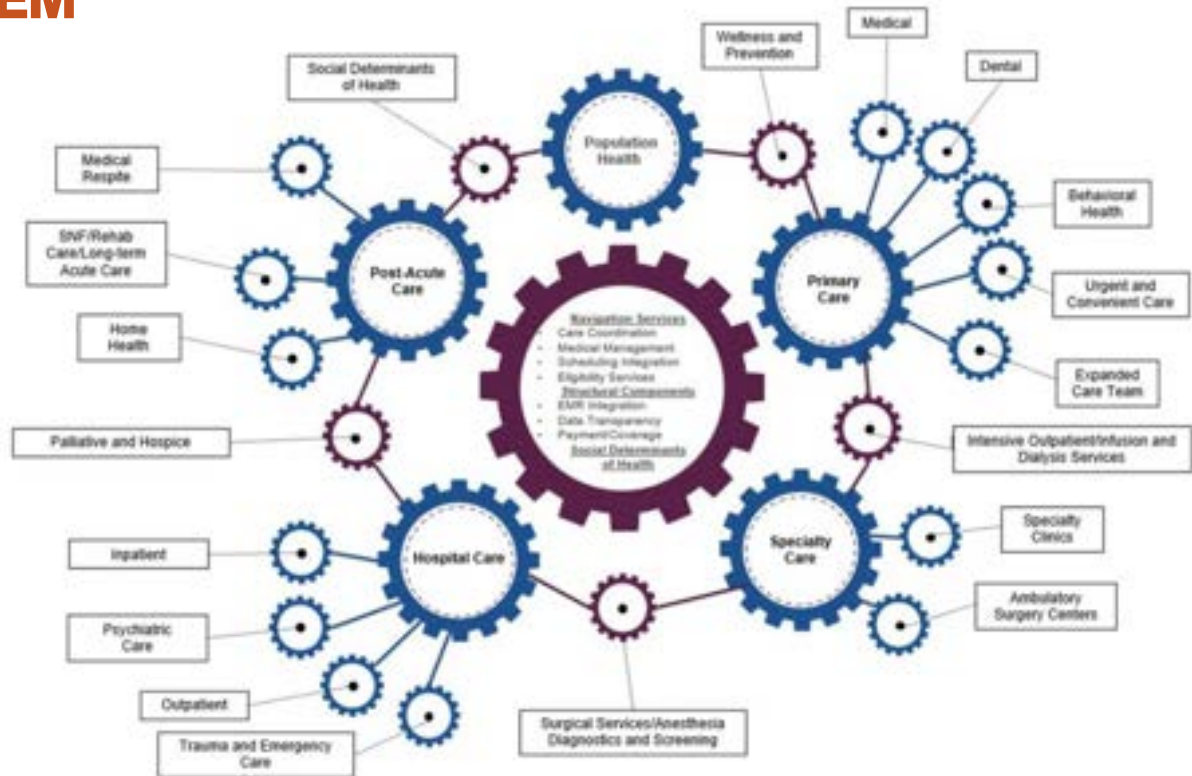 EM
Medical
Wellness and
Prevention
Dental
Social Determinants
of Health
Population
Health
Medical
Respite
Behavioral
Health
SNF/Rehab
Care/Long-term
Acute Care
Post-Acute
Care
Primary
Care
Urgent and
Convenient Care
Home
Health
Navigation Services
• Care Coordination
• Medical Management
• Scheduling Integration
• Eligibility Services
Structural Components
• EMR Integration
• Data Transparency
• Payment/Coverage
Social Determinants
of Health
Expanded
Care Team
Palliative and Hospice
Intensive Outpatient/Infusion and
Dialysis Services
Inpatient
Hospital Care
Specialty
Care
Specialty
Clinics
Psychiatric
Care
Ambulatory
Surgery Centers
Outpatient
Trauma and Emergency
Care
Surgical Services/Anesthesia
Diagnostics and Screening